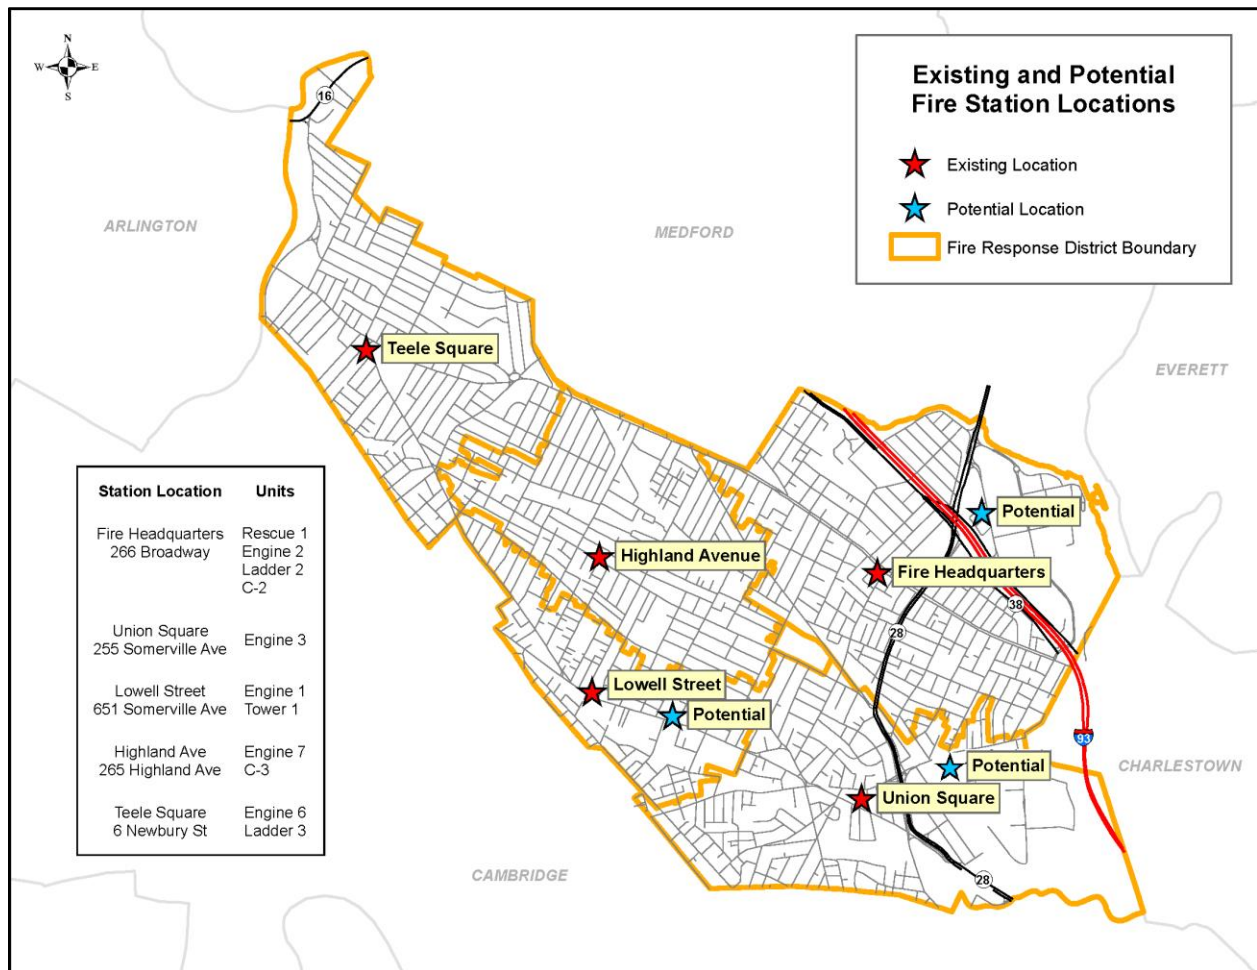 N
W E
S
16
Existing and Potential
Fire Station Locations
Existing Location
Potential Location
Fire Response District Boundary
ARLINGTON
MEDFORD
EVERETT
Teele Square
Station Location Units
Fire Headquarters Rescue 1
266 Broadway Engine 2
Ladder 2
C-2
Union Square Engine 3
255 Somerville Ave
Lowell Street Engine 1
651 Somerville Ave Tower 1
Highland Ave Engine 7
265 Highland Ave C-3
Teele Square Engine 6
6 Newbury St Ladder 3
Potential
Highland Avenue
Fire Headquarters
38
28
Lowell Street
Potential
93
Potential
CHARLESTOWN
Union Square
CAMBRIDGE
28